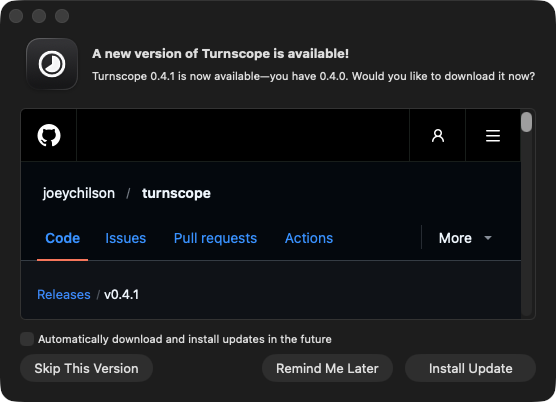 A new version of Turnscope is available!
Turnscope 0.4.1 is now available—you have 0.4.0. Would you like to download it now?
joeychilson / turnscope
Code Issues Pull requests Actions More
Releases / v0.4.1
Automatically download and install updates in the future
Skip This Version Remind Me Later Install Update